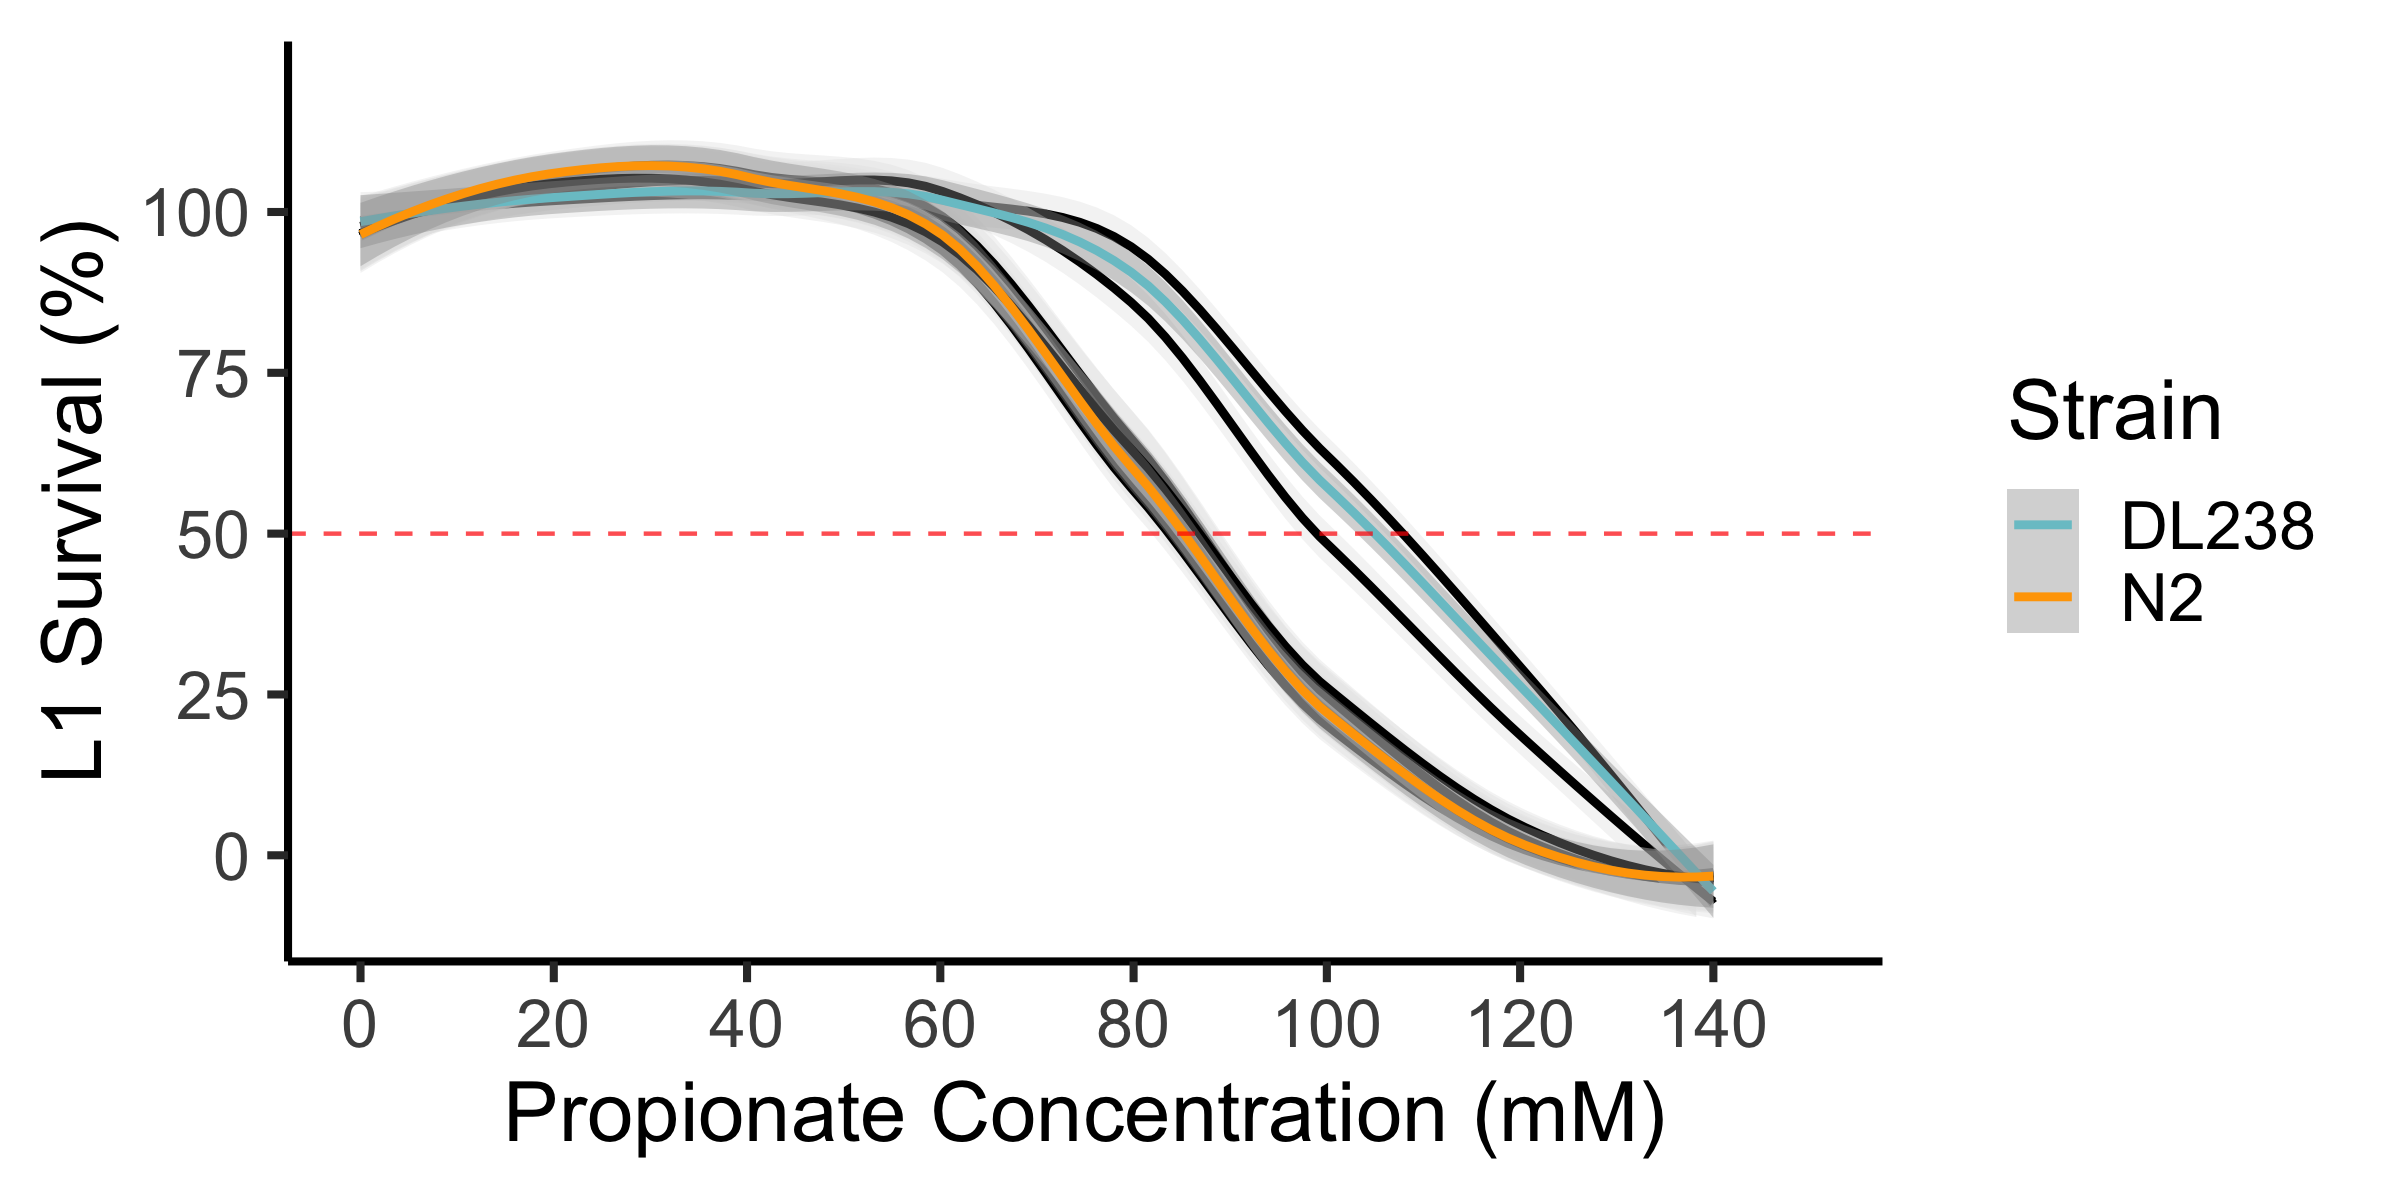 L1 Survival (%)
100
75
50
25
0
0 20 40 60 80 100 120 140
Propionate Concentration (mM)
Strain
DL238
N2